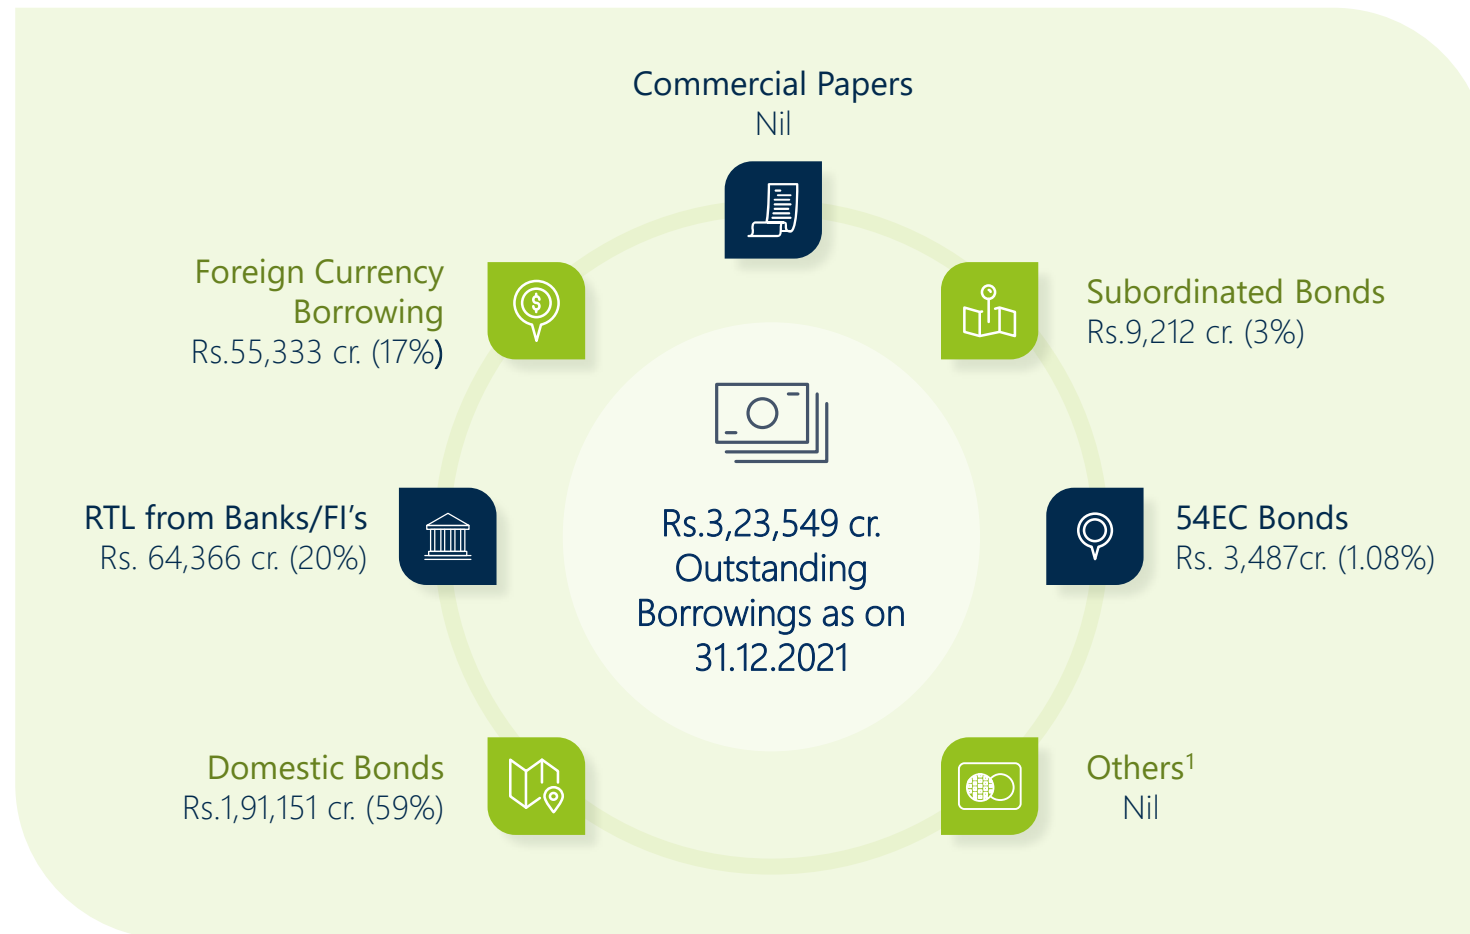 Commercial Papers
Nil
Foreign Currency
Borrowing
Rs.55,333 cr. (17%)
Subordinated Bonds
Rs.9,212 cr. (3%)
RTL from Banks/FI's
Rs. 64,366 cr. (20%)
Rs.3,23,549 cr.
Outstanding
Borrowings as on
31.12.2021
54EC Bonds
Rs. 3,487cr. (1.08%)
Domestic Bonds
Rs.1,91,151 cr. (59%)
Others¹
Nil